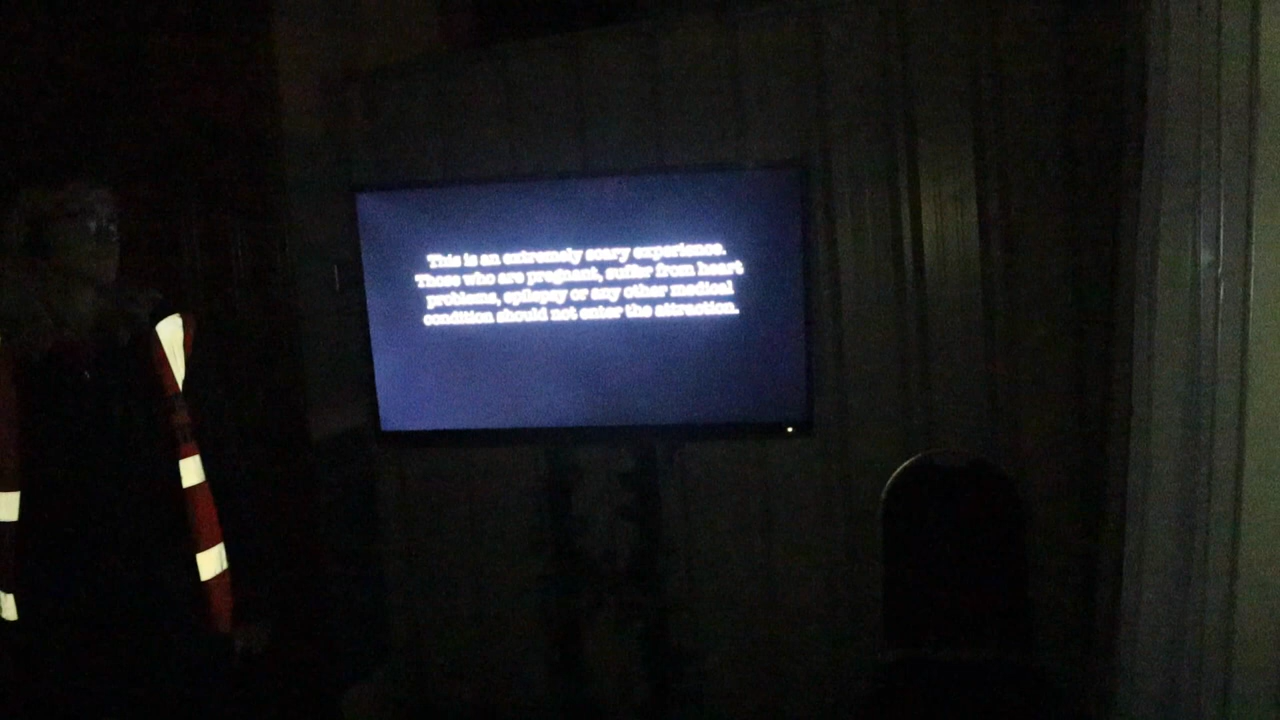 This is an extremely scary experience.
Those who are pregnant, suffer from heart
problems, epilepsy or any other medical
condition should not enter the attraction.